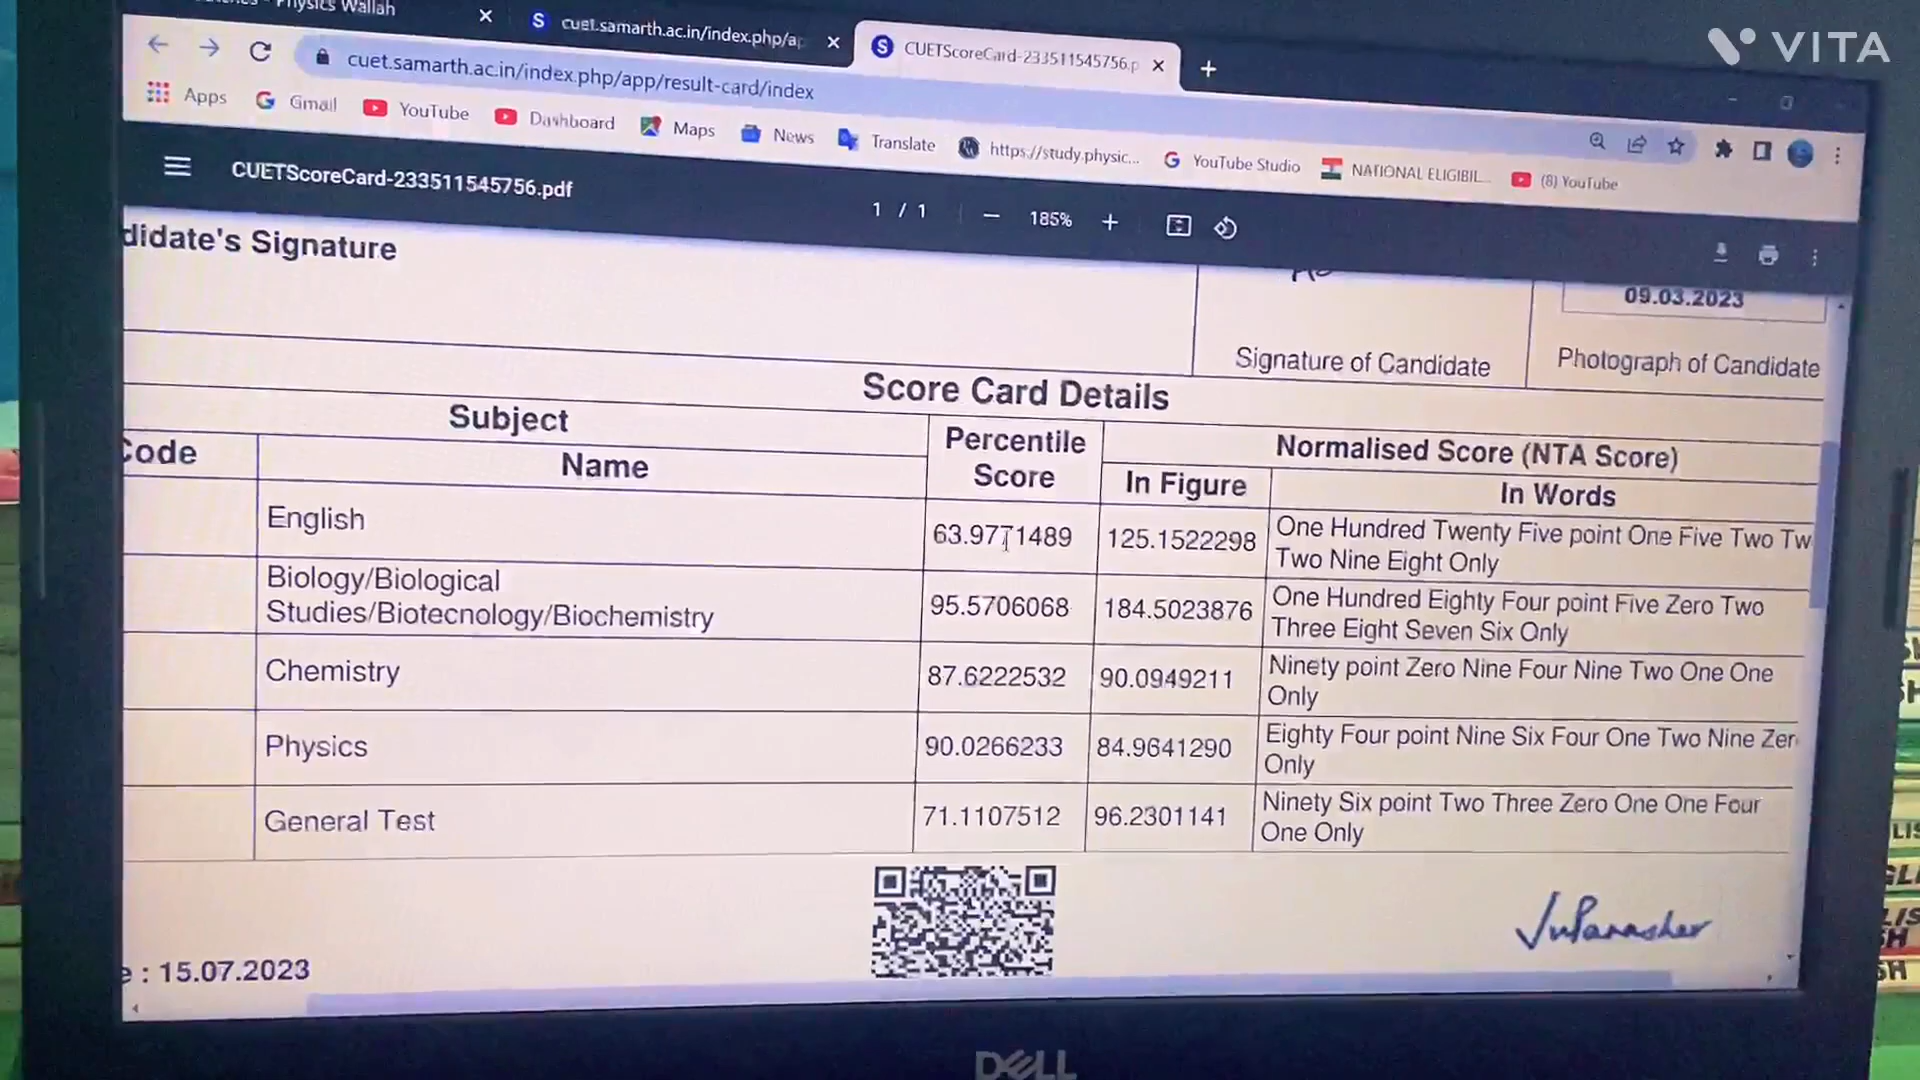 Physics Wallah
cuet.samarth.ac.in/index.php/ap
CUETScoreCard-233511545756.p
VITA
cuet.samarth.ac.in/index.php/app/result-card/index
Apps Gmail YouTube Dashboard Maps News Translate https://study.physic... YouTube Studio NATIONAL ELIGIBIL... (8) YouTube
CUETScoreCard-233511545756.pdf 1 / 1 185%
didate's Signature
09.03.2023
Signature of Candidate Photograph of Candidate
Score Card Details
Subject Percentile Score Normalised Score (NTA Score)
Code Name In Figure In Words
English 63.9771489 125.1522298 One Hundred Twenty Five point One Five Two Tw
Two Nine Eight Only
Biology/Biological
Studies/Biotecnology/Biochemistry 95.5706068 184.5023876 One Hundred Eighty Four point Five Zero Two
Three Eight Seven Six Only
Chemistry 87.6222532 90.0949211 Ninety point Zero Nine Four Nine Two One One
Only
Physics 90.0266233 84.9641290 Eighty Four point Nine Six Four One Two Nine Zer
Only
General Test 71.1107512 96.2301141 Ninety Six point Two Three Zero One One Four
One Only
e : 15.07.2023
DELL